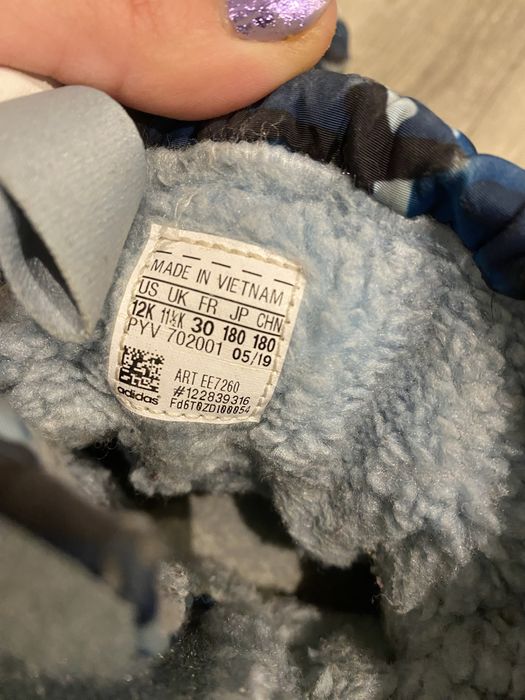 MADE IN VIETNAM
US UK FR JP CHN
12K 11½K 30 180 180
PYV 702001 05/19
ART EE7260
#122839316
adidas Fd6T0ZDI00054